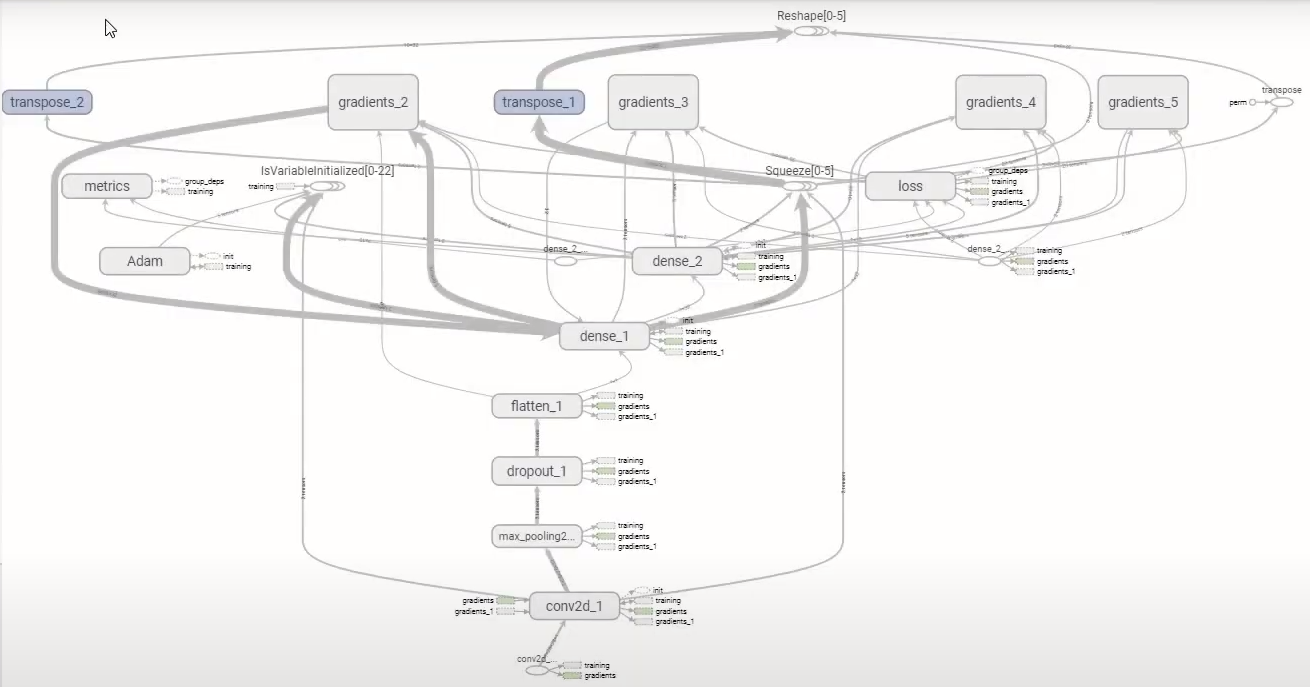 Reshape[0-5]
transpose_2
gradients_2
transpose_1
gradients_3
gradients_4
gradients_5
transpose
perm
IsVariableInitialized[0-22]
training
Squeeze[0-5]
metrics
group_deps
training
loss
group_deps
training
gradients
gradients_1
Adam
init
training
dense_2_...
dense_2
init
training
gradients
gradients_1
dense_2_...
training
gradients
gradients_1
dense_1
init
training
gradients
gradients_1
flatten_1
training
gradients
gradients_1
dropout_1
training
gradients
gradients_1
max_pooling2...
training
gradients
gradients_1
gradients
gradients_1
conv2d_1
init
training
gradients
gradients_1
conv2d_...
training
gradients